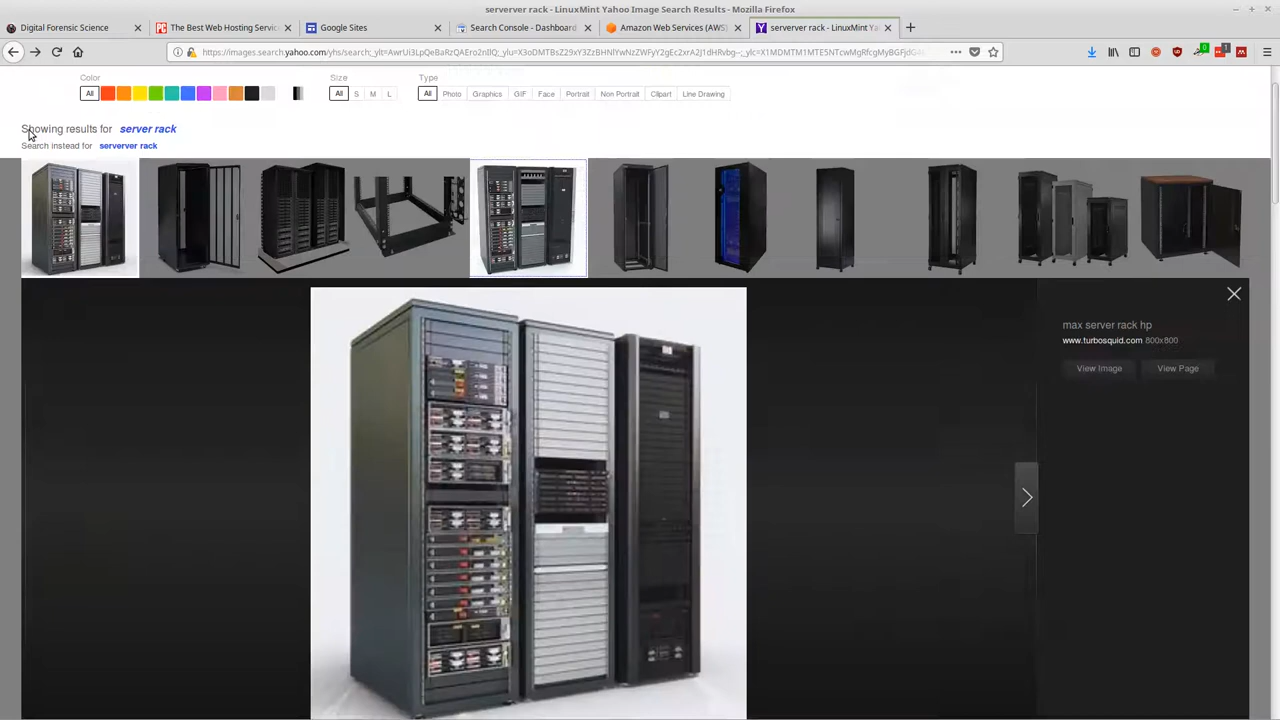 serverver rack - LinuxMint Yahoo Image Search Results - Mozilla Firefox
Digital Forensic Science
The Best Web Hosting Servic
Google Sites
Search Console - Dashboard
Amazon Web Services (AWS)
serverver rack - LinuxMint Ya
Color
Size
Type
All
All
S
M
L
All
Photo
Graphics
GIF
Face
Portrait
Non Portrait
Clipart
Line Drawing
Showing results for server rack
Search instead for serverver rack
max server rack hp
www.turbosquid.com 800x800
View Image
View Page